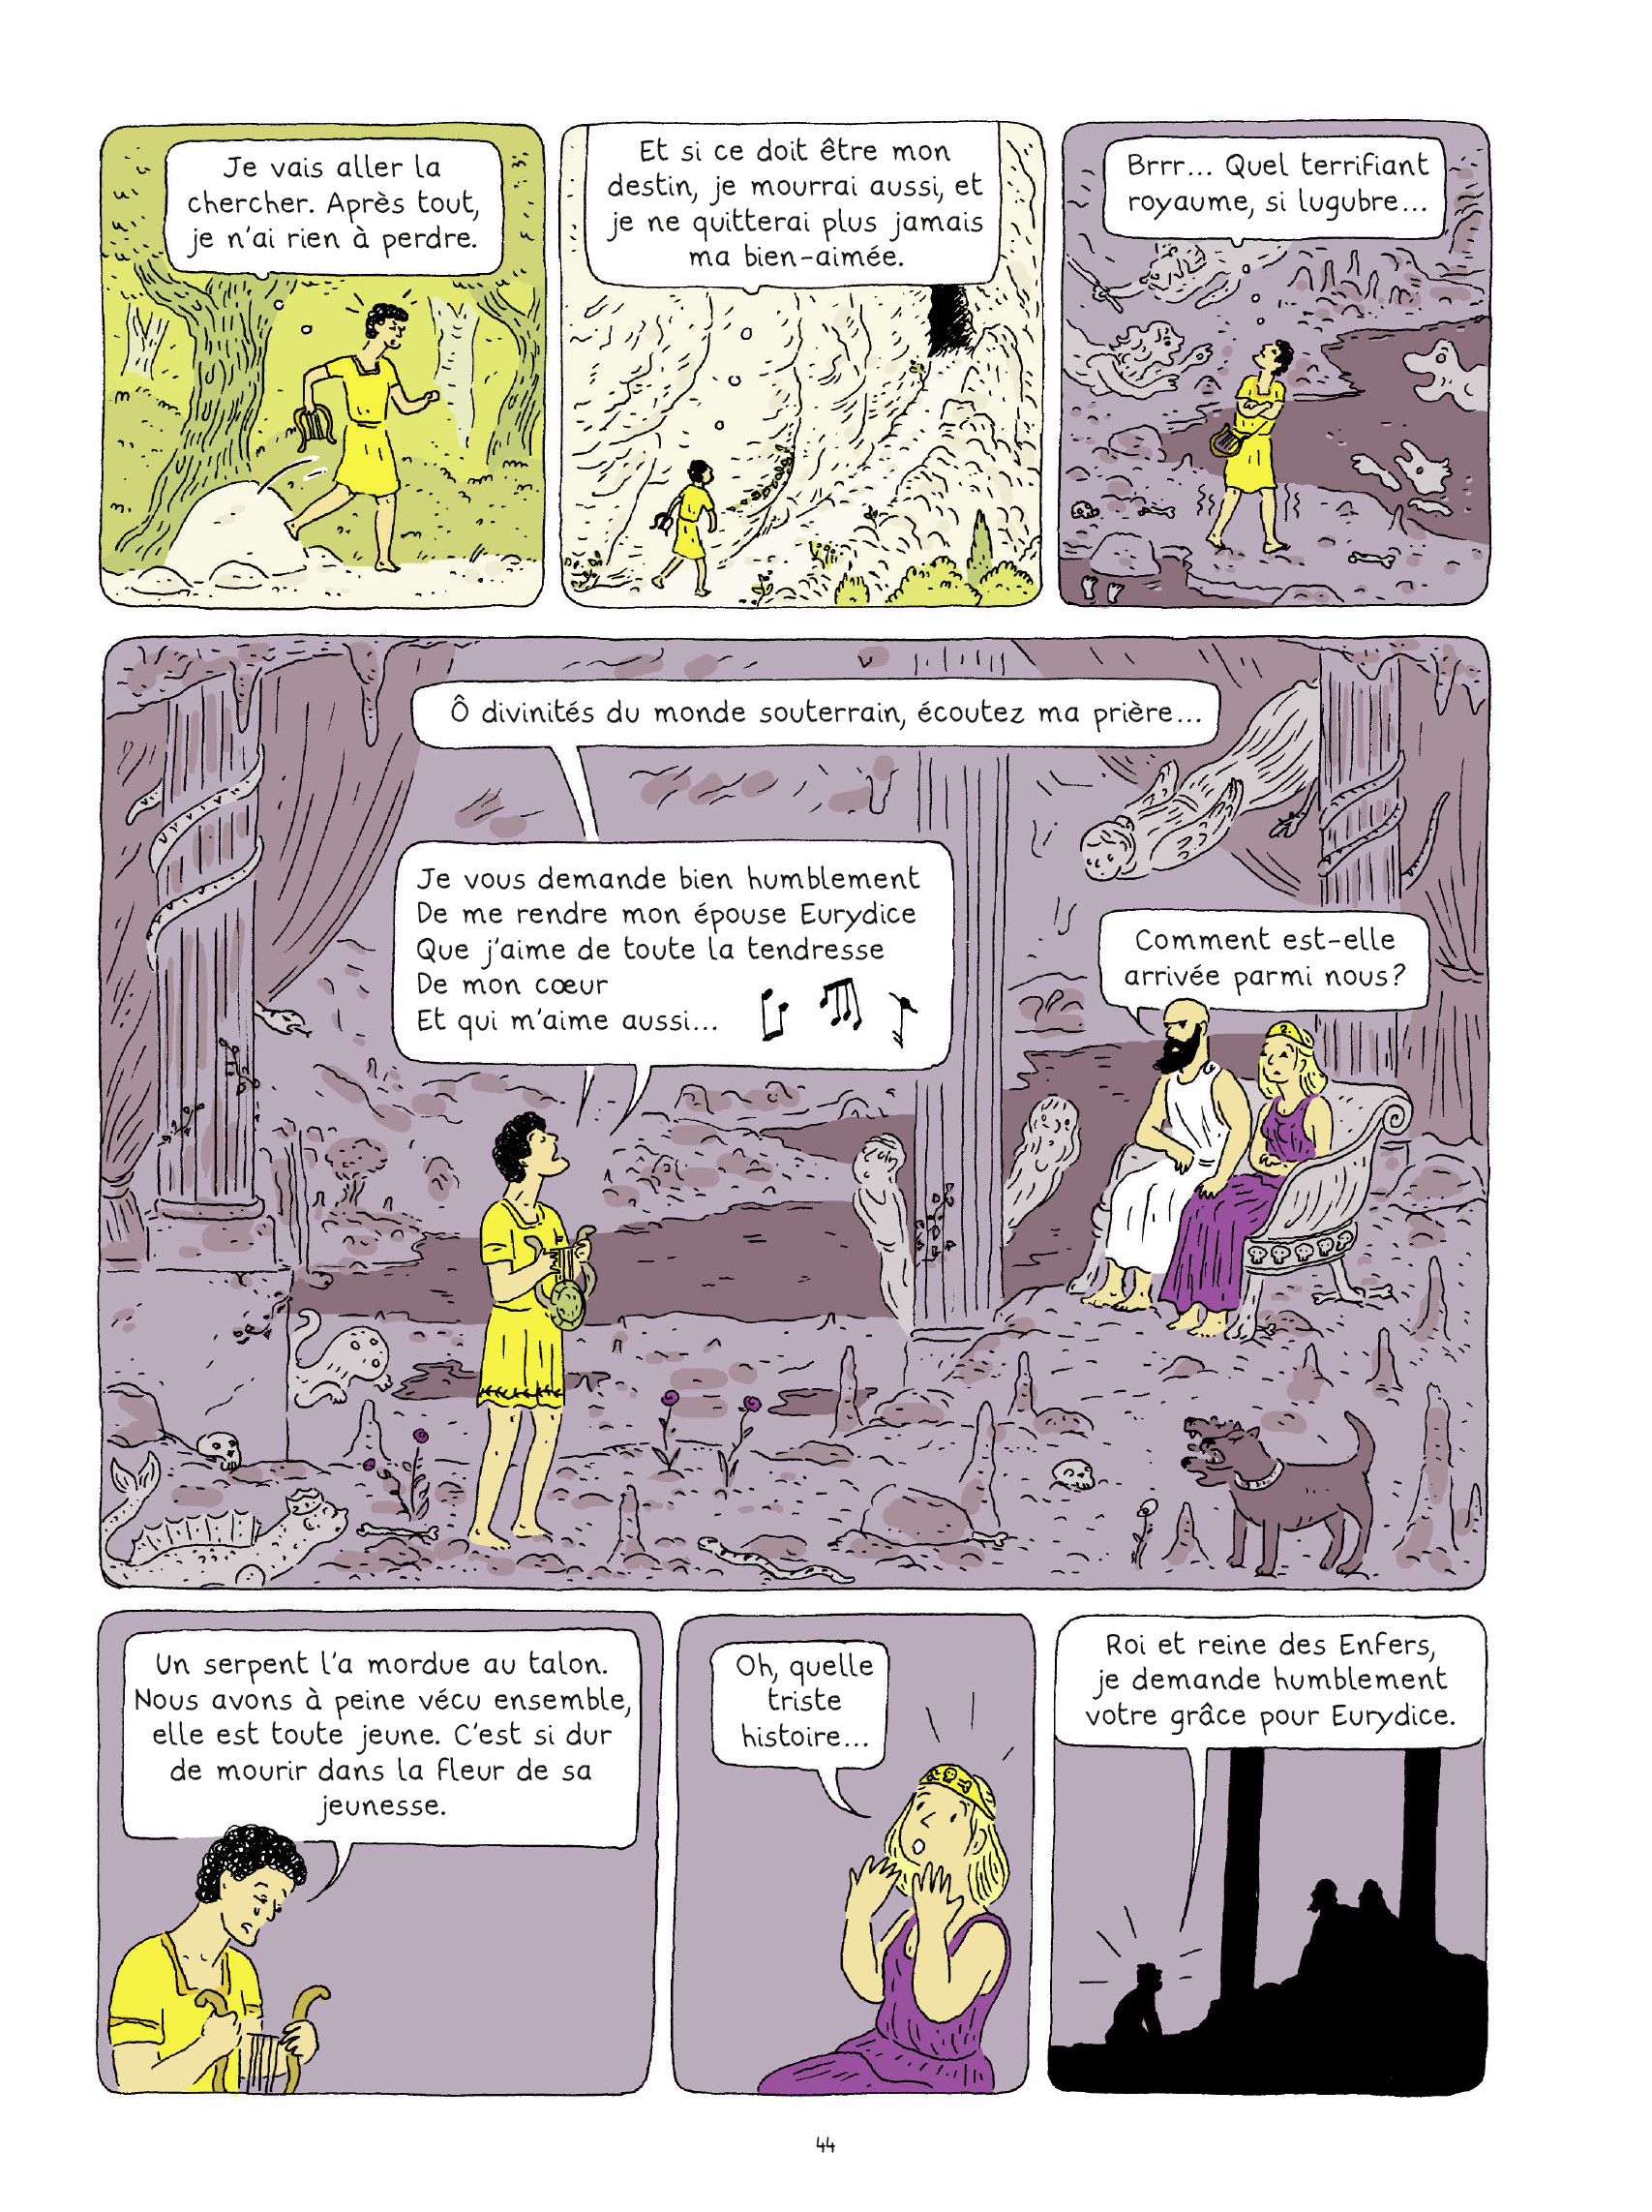 Je vais aller la
chercher. Après tout,
je n'ai rien à perdre.
Et si ce doit être mon
destin, je mourrai aussi, et
je ne quitterai plus jamais
ma bien-aimée.
Brrr... Quel terrifiant
royaume, si lugubre...
Ô divinités du monde souterrain, écoutez ma prière...
Je vous demande bien humblement
De me rendre mon épouse Eurydice
Que j'aime de toute la tendresse
De mon cœur
Et qui m'aime aussi...
Comment est-elle
arrivée parmi nous?
Un serpent l'a mordue au talon.
Nous avons à peine vécu ensemble,
elle est toute jeune. C'est si dur
de mourir dans la fleur de sa
jeunesse.
Oh, quelle
triste
histoire...
Roi et reine des Enfers,
je demande humblement
votre grâce pour Eurydice.
44